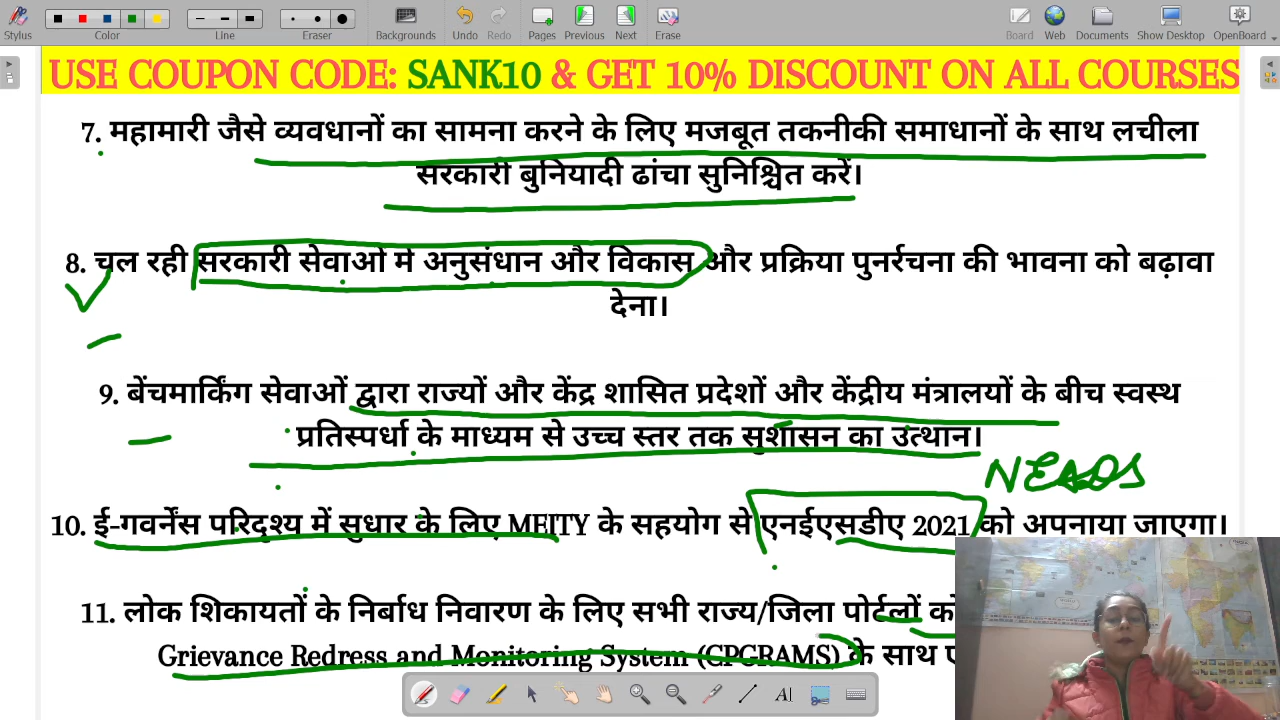 Stylus Color Line Eraser Backgrounds Undo Redo Pages Previous Next Erase Board Web Documents Show Desktop OpenBoard
USE COUPON CODE: SANK10 & GET 10% DISCOUNT ON ALL COURSES
7. महामारी जैसे व्यवधानों का सामना करने के लिए मजबूत तकनीकी समाधानों के साथ लचीला
सरकारी बुनियादी ढांचा सुनिश्चित करें।
8. चल रही सरकारी सेवाओं में अनुसंधान और विकास और प्रक्रिया पुनर्रचना की भावना को बढ़ावा
देना।
9. बेंचमार्किंग सेवाओं द्वारा राज्यों और केंद्र शासित प्रदेशों और केंद्रीय मंत्रालयों के बीच स्वस्थ
प्रतिस्पर्धा के माध्यम से उच्च स्तर तक सुशासन का उत्थान।
10. ई-गवर्नेंस परिदृश्य में सुधार के लिए MEITY के सहयोग से एनईएसडीए 2021 को अपनाया जाएगा।
11. लोक शिकायतों के निर्बाध निवारण के लिए सभी राज्य/जिला पोर्टलों को
Grievance Redress and Monitoring System (CPGRAMS) के साथ